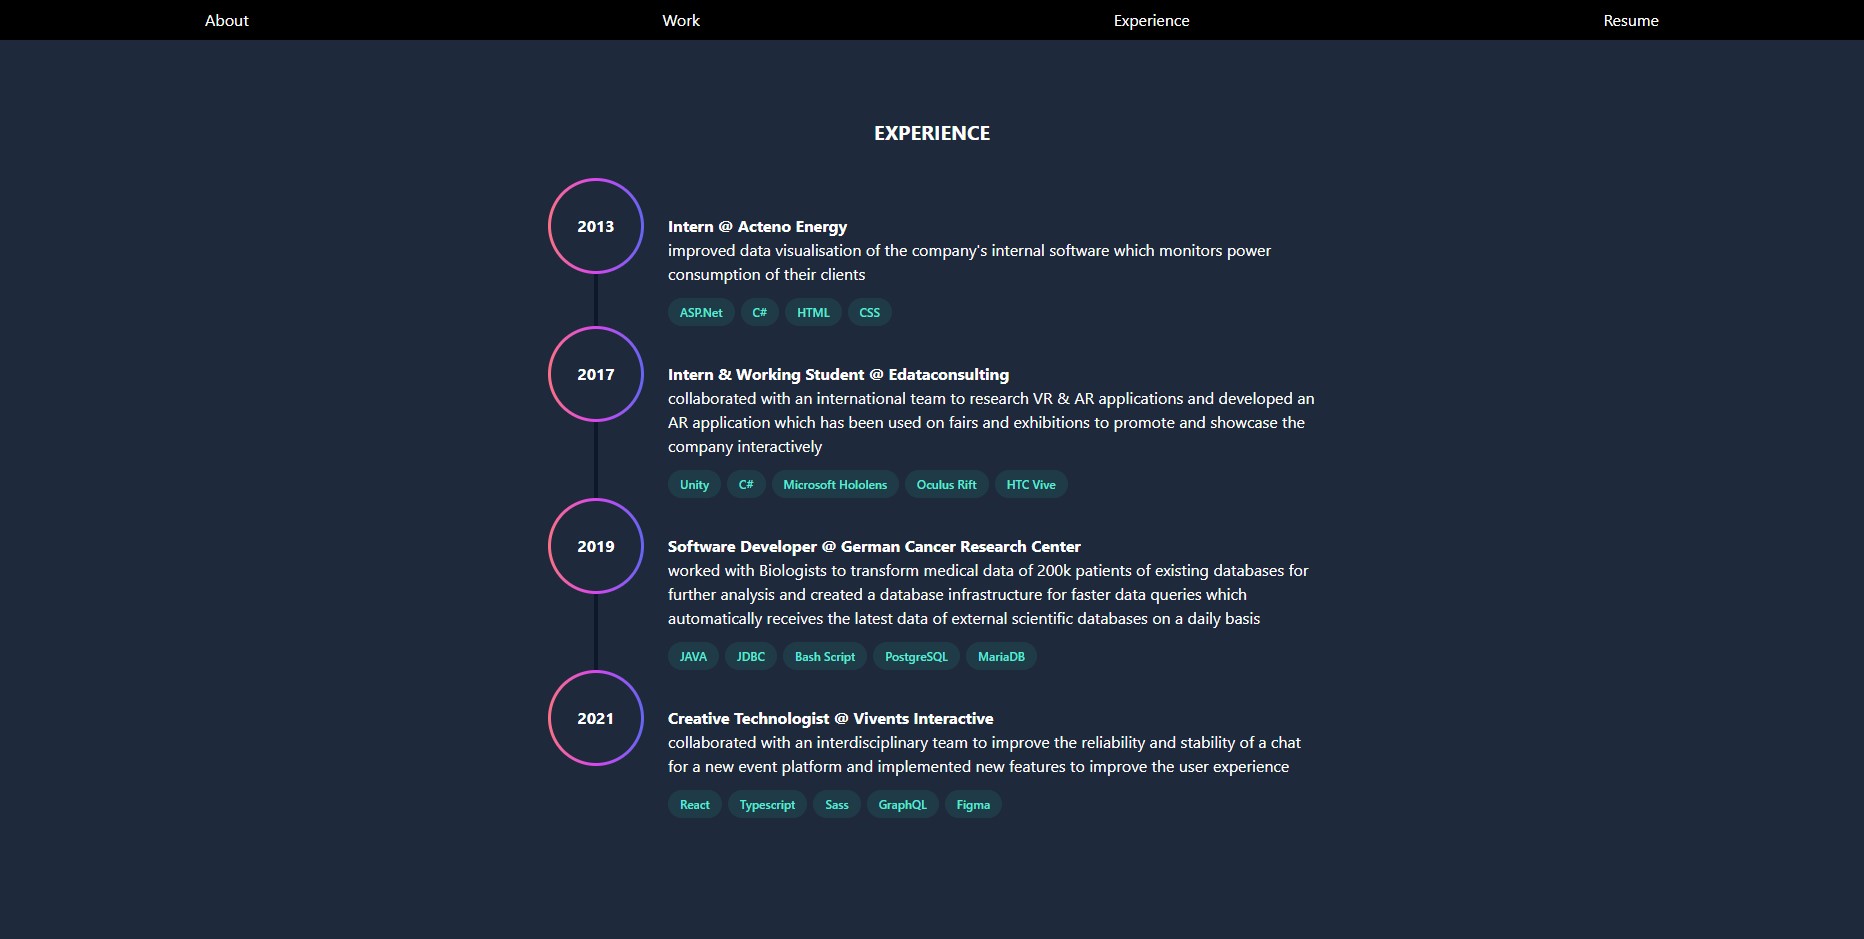 About Work Experience Resume
EXPERIENCE
2013
Intern @ Acteno Energy
improved data visualisation of the company's internal software which monitors power
consumption of their clients
ASP.Net C# HTML CSS
2017
Intern & Working Student @ Edataconsulting
collaborated with an international team to research VR & AR applications and developed an
AR application which has been used on fairs and exhibitions to promote and showcase the
company interactively
Unity C# Microsoft Hololens Oculus Rift HTC Vive
2019
Software Developer @ German Cancer Research Center
worked with Biologists to transform medical data of 200k patients of existing databases for
further analysis and created a database infrastructure for faster data queries which
automatically receives the latest data of external scientific databases on a daily basis
JAVA JDBC Bash Script PostgreSQL MariaDB
2021
Creative Technologist @ Vivents Interactive
collaborated with an interdisciplinary team to improve the reliability and stability of a chat
for a new event platform and implemented new features to improve the user experience
React Typescript Sass GraphQL Figma